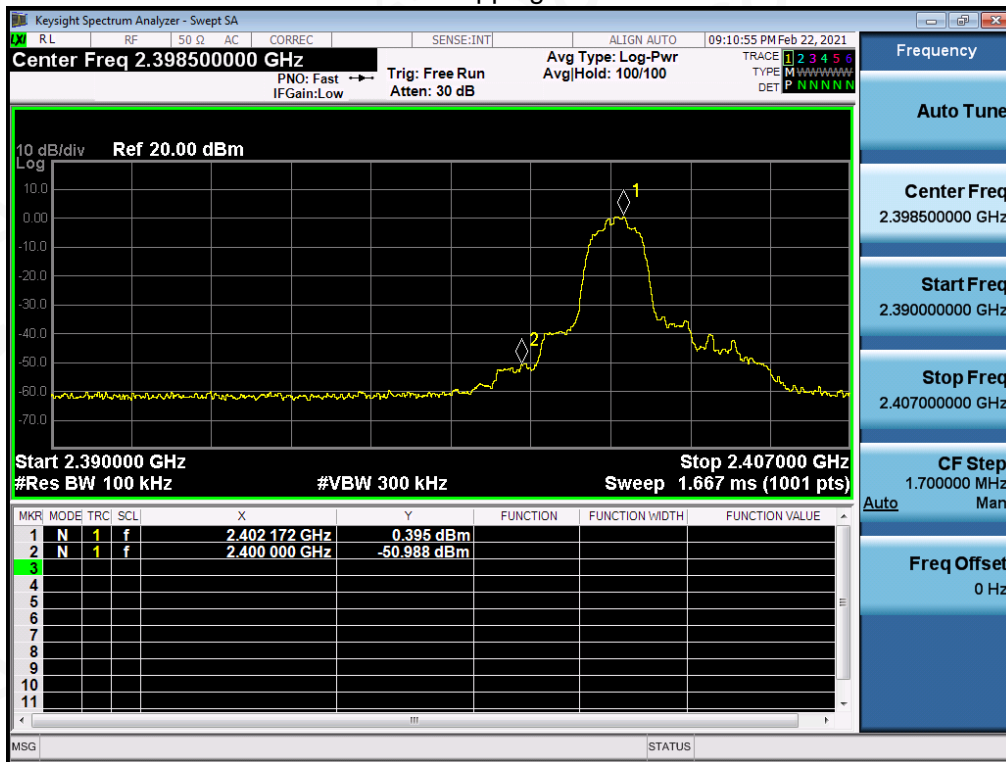 pping
Keysight Spectrum Analyzer - Swept SA
LXI RL RF 50 Ω AC CORREC SENSE:INT ALIGN AUTO 09:10:55 PM Feb 22, 2021
Center Freq 2.398500000 GHz
PNO: Fast
IFGain:Low
Trig: Free Run
Atten: 30 dB
Avg Type: Log-Pwr
Avg|Hold: 100/100
TRACE 1 2 3 4 5 6
TYPE M WWWWW
DET P N N N N N
10 dB/div Ref 20.00 dBm
Log
10.0
0.00
-10.0
-20.0
-30.0
-40.0
-50.0
-60.0
-70.0
1
2
Start 2.390000 GHz Stop 2.407000 GHz
#Res BW 100 kHz #VBW 300 kHz Sweep 1.667 ms (1001 pts)
MKR MODE TRC SCL X Y FUNCTION FUNCTION WIDTH FUNCTION VALUE
1 N 1 f 2.402 172 GHz 0.395 dBm
2 N 1 f 2.400 000 GHz -50.988 dBm
3
4
5
6
7
8
9
10
11
MSG STATUS
Frequency
Auto Tune
Center Freq
2.398500000 GHz
Start Freq
2.390000000 GHz
Stop Freq
2.407000000 GHz
CF Step
1.700000 MHz
Auto Man
Freq Offset
0 Hz